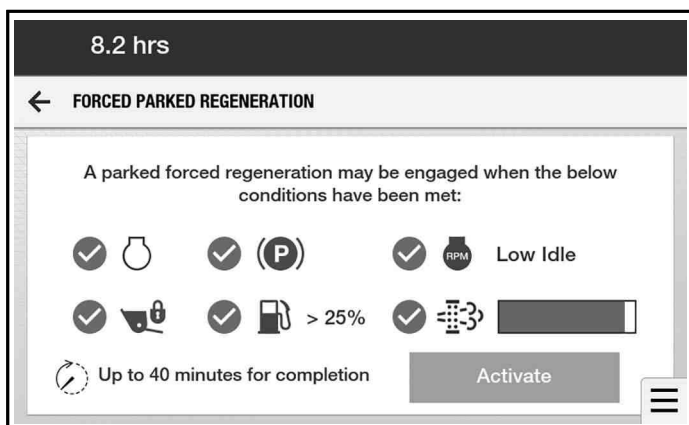 8.2 hrs
FORCED PARKED REGENERATION
A parked forced regeneration may be engaged when the below
conditions have been met:
P
RPM Low Idle
> 25%
Up to 40 minutes for completion
Activate